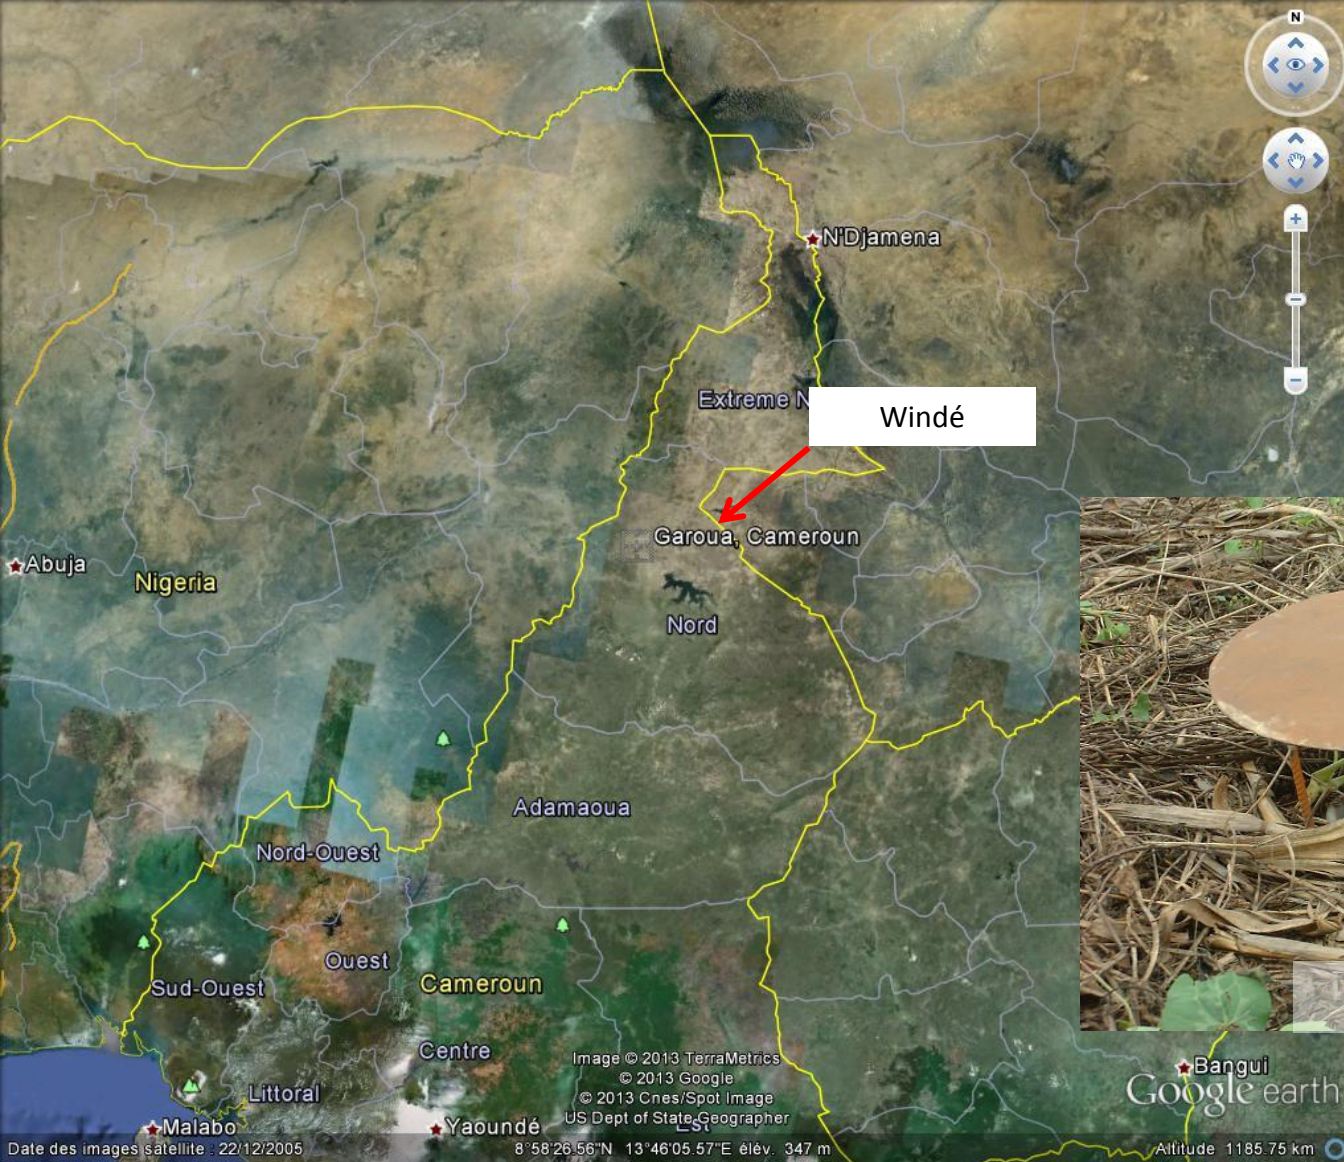 N
N'Djamena
Extreme N
Windé
Garoua, Cameroun
Abuja
Nigeria
Nord
Adamaoua
Nord-Ouest
Ouest
Sud-Ouest
Cameroun
Centre
Image © 2013 TerraMetrics
© 2013 Google
© 2013 Cnes/Spot Image
US Dept of State Geographer
Est
Bangui
Google earth
Littoral
Malabo
Yaoundé
Date des images satellite : 22/12/2005
8°58'26.56"N 13°46'05.57"E élév. 347 m
Altitude 1185.75 km